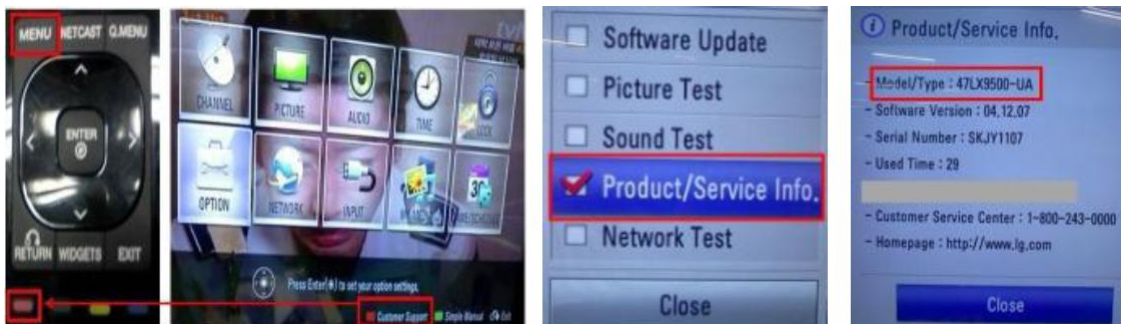 MENU NETCAST Q.MENU
ENTER
RETURN WIDGETS EXIT
CHANNEL PICTURE AUDIO TIME LOCK
OPTION NETWORK INPUT
Press Enter(◉) to set your option settings.
Customer Support Simple Manual Exit
Software Update
Picture Test
Sound Test
Product/Service Info.
Network Test
Close
Product/Service Info.
- Model/Type : 47LX9500-UA
- Software Version : 04.12.07
- Serial Number : SKJY1107
- Used Time : 29
- Customer Service Center : 1-800-243-0000
- Homepage : http://www.lg.com
Close